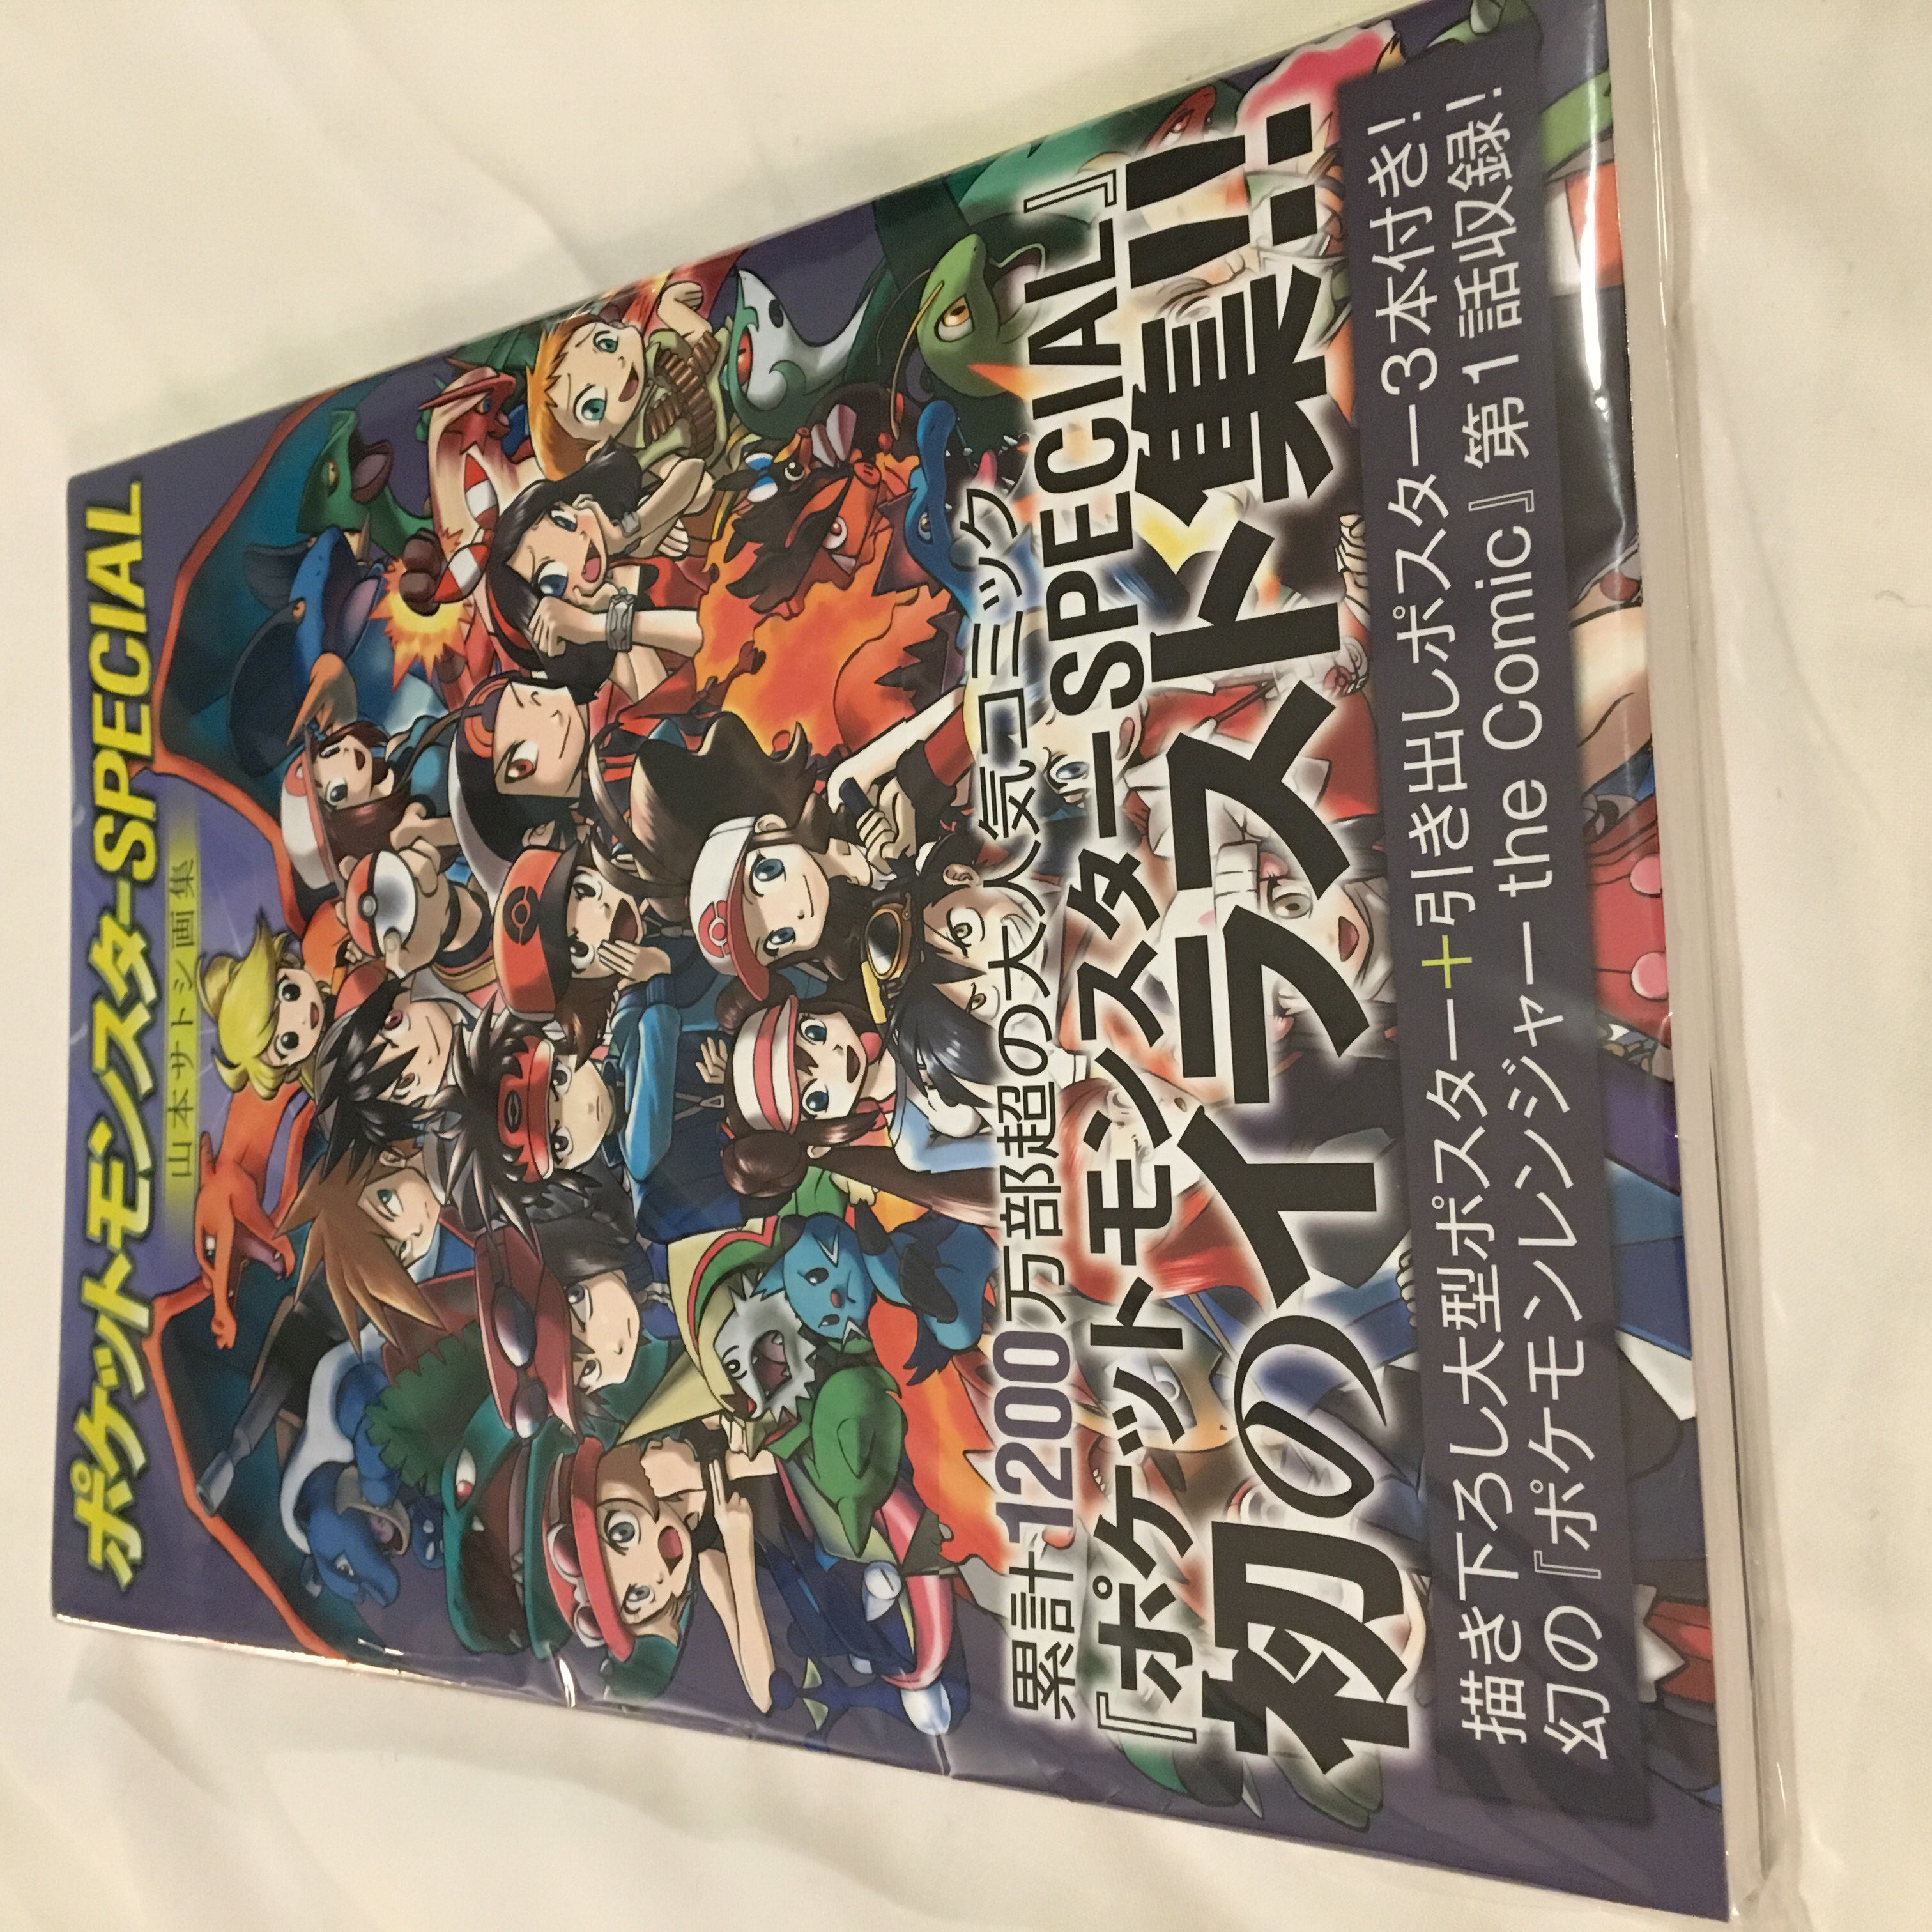 ポケットモンスターSPECIAL
山本サトシ画集
累計1200万部超の大人気コミック
『ポケットモンスターSPECIAL』
初のイラスト集!!
描き下ろし大型ポスター+引き出しポスター3本付き!
幻の『ポケモンレンジャー the Comic』第1話収録!